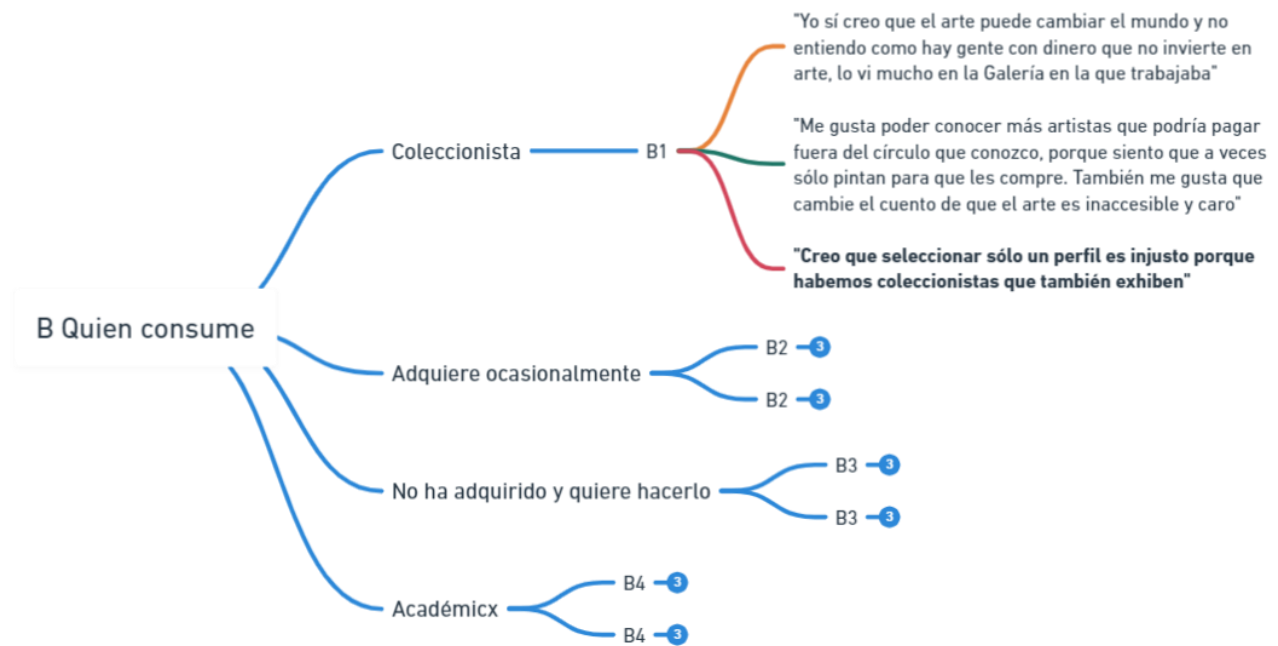 "Yo sí creo que el arte puede cambiar el mundo y no
entiendo como hay gente con dinero que no invierte en
arte, lo vi mucho en la Galería en la que trabajaba"
"Me gusta poder conocer más artistas que podría pagar
fuera del círculo que conozco, porque siento que a veces
sólo pintan para que les compre. También me gusta que
cambie el cuento de que el arte es inaccesible y caro"
"Creo que seleccionar sólo un perfil es injusto porque
habemos coleccionistas que también exhiben"
Coleccionista
B1
B Quien consume
Adquiere ocasionalmente
B2 3
B2 3
No ha adquirido y quiere hacerlo
B3 3
B3 3
Académicx
B4 3
B4 3